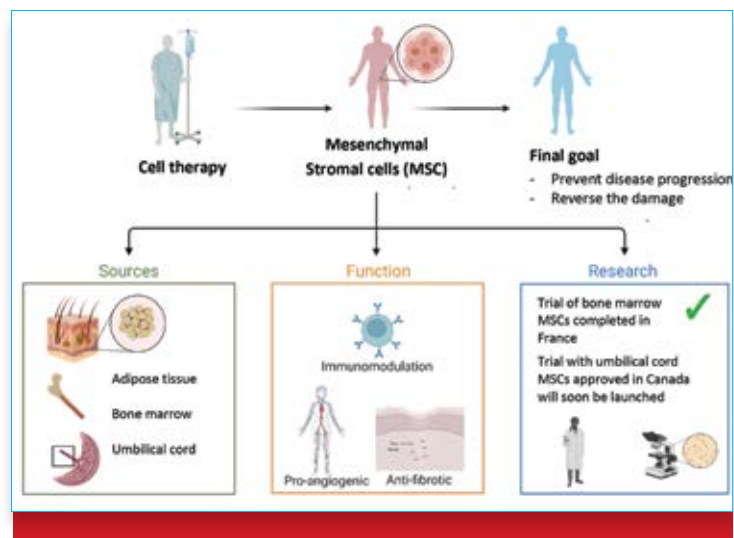 Cell therapy
Mesenchymal
Stromal cells (MSC)
Final goal
- Prevent disease progression
- Reverse the damage
Sources
Adipose tissue
Bone marrow
Umbilical cord
Function
Immunomodulation
Pro-angiogenic
Anti-fibrotic
Research
Trial of bone marrow
MSCs completed in
France
Trial with umbilical cord
MSCs approved in Canada
will soon be launched